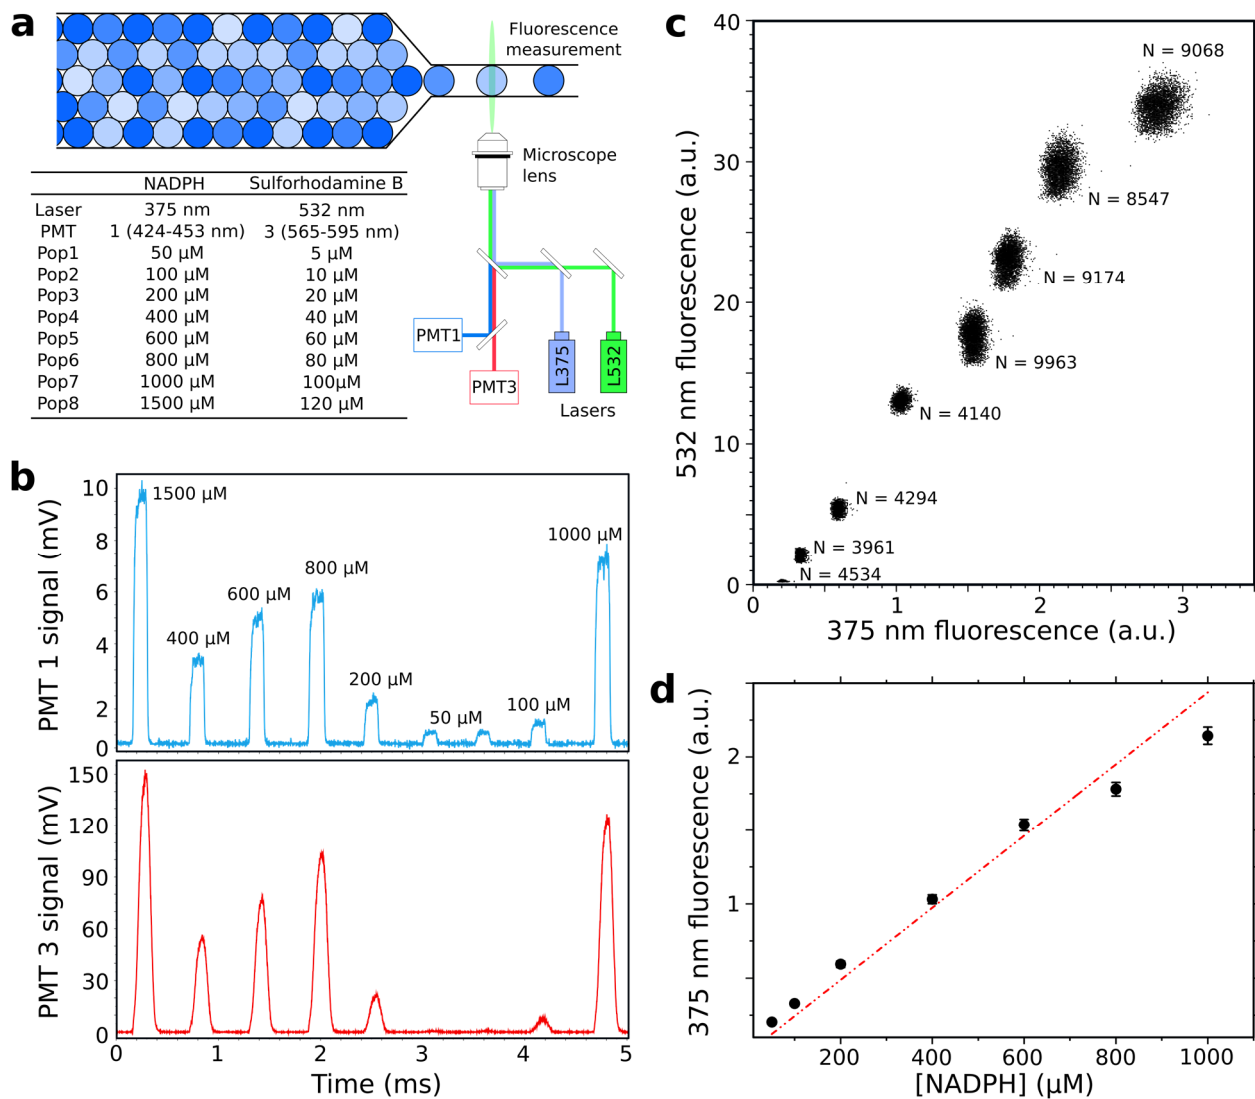 a
Fluorescence
measurement
Microscope
lens
NADPH Sulforhodamine B
Laser 375 nm 532 nm
PMT 1 (424-453 nm) 3 (565-595 nm)
Pop1 50 µM 5 µM
Pop2 100 µM 10 µM
Pop3 200 µM 20 µM
Pop4 400 µM 40 µM
Pop5 600 µM 60 µM
Pop6 800 µM 80 µM
Pop7 1000 µM 100µM
Pop8 1500 µM 120 µM
PMT1
PMT3
L375
L532
Lasers
b
PMT 1 signal (mV)
10
8
6
4
2
0
1500 µM
400 µM
600 µM
800 µM
200 µM
50 µM
100 µM
1000 µM
PMT 3 signal (mV)
150
120
90
60
30
0
0 1 2 3 4 5
Time (ms)
c
532 nm fluorescence (a.u.)
40
30
20
10
0
N = 9068
N = 8547
N = 9174
N = 9963
N = 4140
N = 4294
N = 3961
N = 4534
0 1 2 3
375 nm fluorescence (a.u.)
d
375 nm fluorescence (a.u.)
2
1
200 400 600 800 1000
[NADPH] (µM)